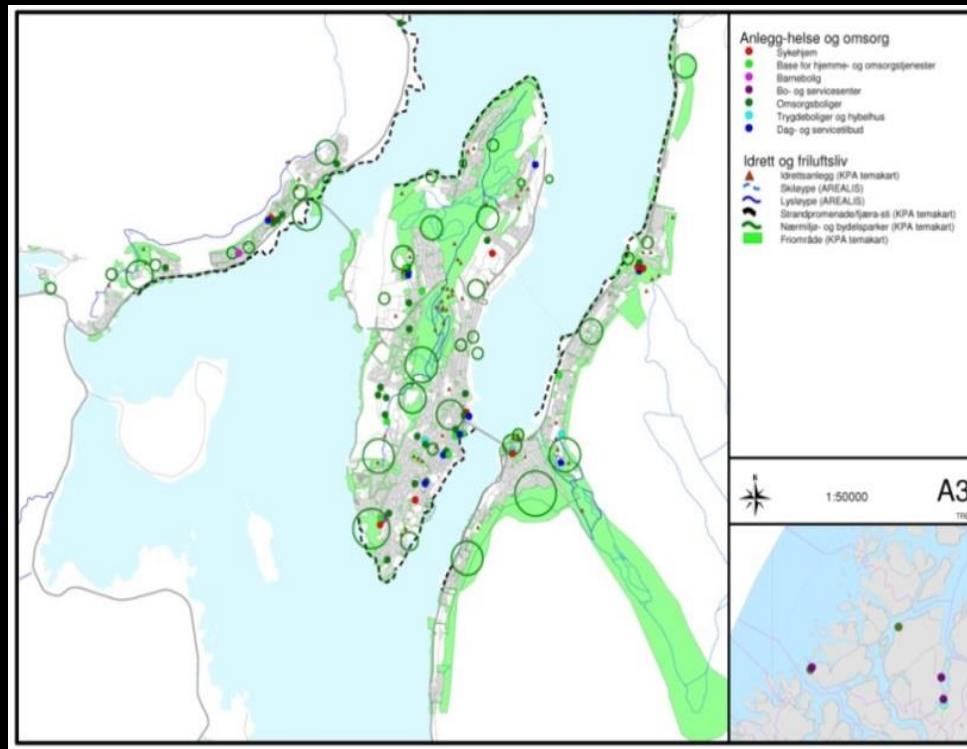 Anlegg-helse og omsorg
Sykehjem
Base for hjemme- og omsorgstjenester
Barnebolig
Bo- og servicesenter
Omsorgsboliger
Trygdeboliger og hybelhus
Dag- og servicetilbud
Idrett og friluftsliv
Idrettsanlegg (KPA temakart)
Skiløype (AREALIS)
Lysløype (AREALIS)
Strandpromenade/fjæra-sti (KPA temakart)
Nærmiljø- og bydelsparker (KPA temakart)
Friområde (KPA temakart)
1:50000
A3